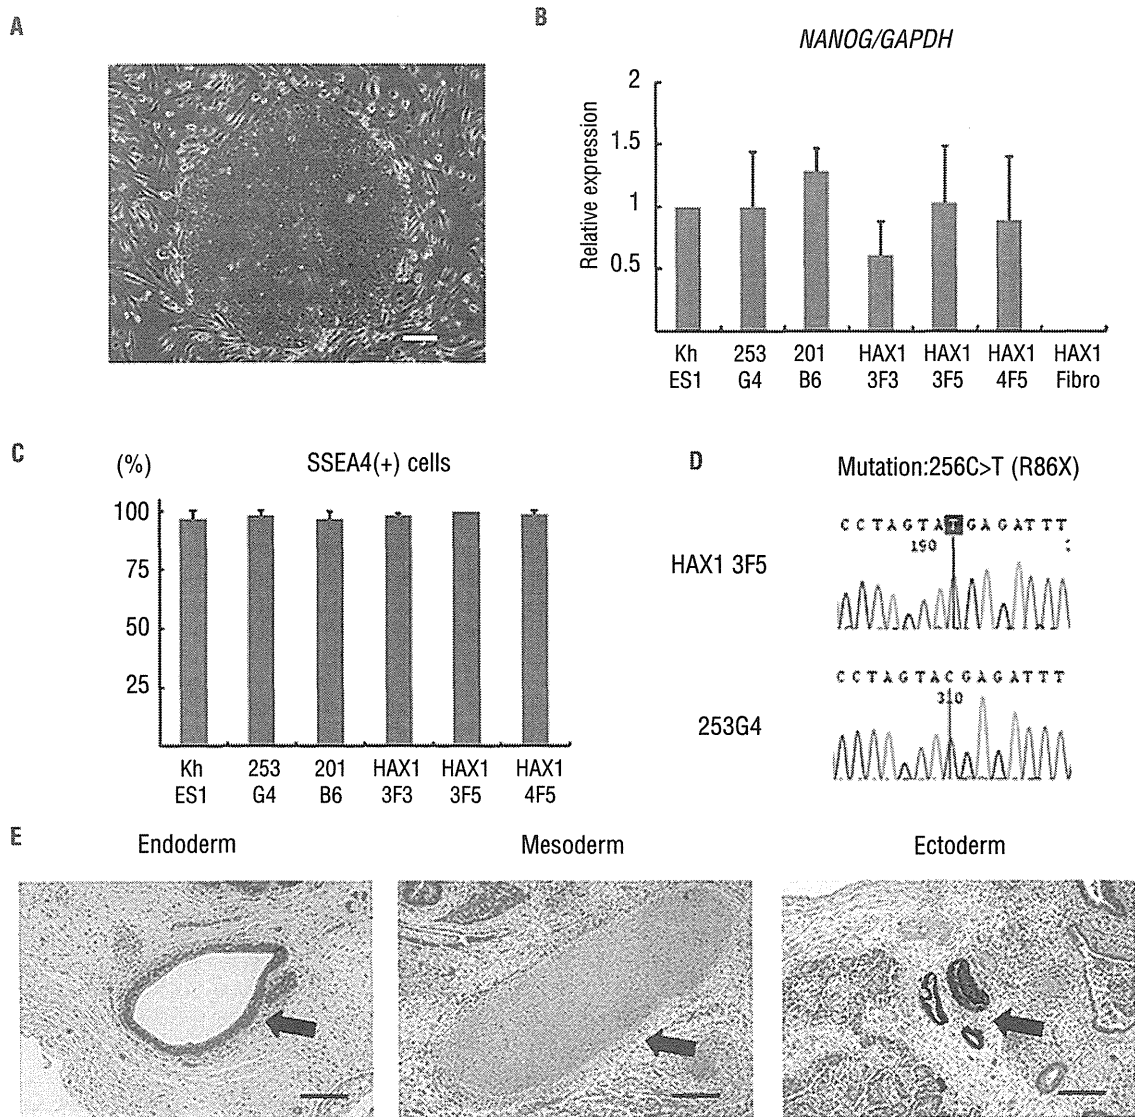 A
B
NANOG/GAPDH
Relative expression
2
1.5
1
0.5
Kh ES1
253 G4
201 B6
HAX1 3F3
HAX1 3F5
HAX1 4F5
HAX1 Fibro
C
(%)
SSEA4(+) cells
100
75
50
25
Kh ES1
253 G4
201 B6
HAX1 3F3
HAX1 3F5
HAX1 4F5
D
Mutation:256C>T (R86X)
HAX1 3F5
C C T A G T A T G A G A T T T
190
253G4
C C T A G T A C G A G A T T T
310
E
Endoderm
Mesoderm
Ectoderm